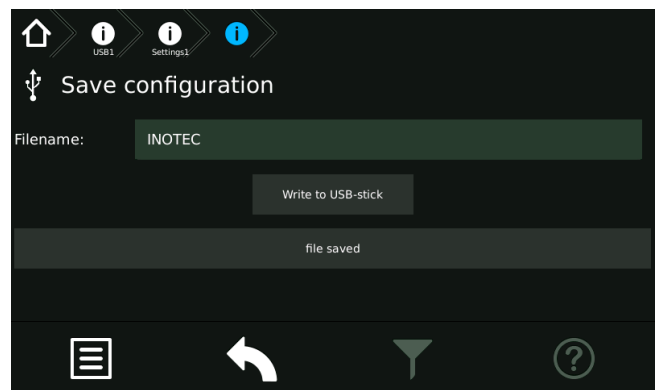 USB1
Settings1
Save configuration
Filename:
INOTEC
Write to USB-stick
file saved